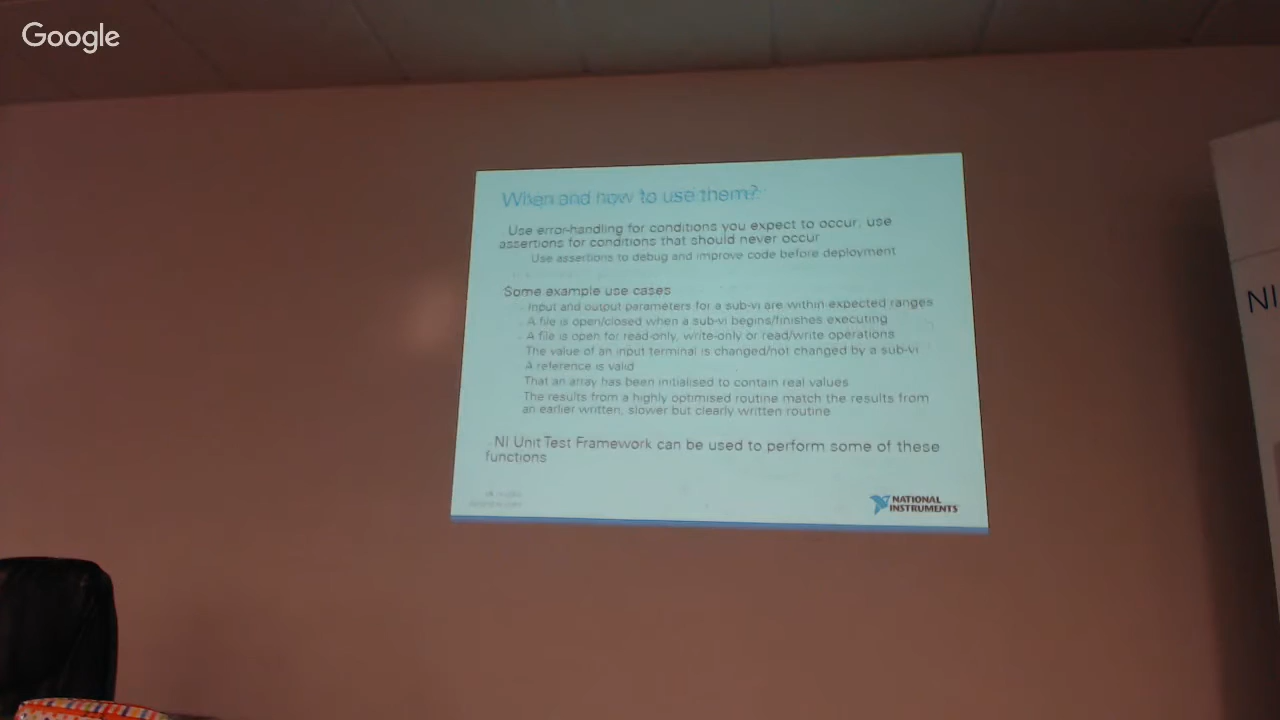 Google
When and how to use them?
Use error-handling for conditions you expect to occur, use
assertions for conditions that should never occur
Use assertions to debug and improve code before deployment
Some example use cases
Input and output parameters for a sub-vi are within expected ranges
A file is open/closed when a sub-vi begins/finishes executing
A file is open for read-only, write-only or read/write operations
The value of an input terminal is changed/not changed by a sub-vi
A reference is valid
That an array has been initialised to contain real values
The results from a highly optimised routine match the results from
an earlier written, slower but clearly written routine
NI Unit Test Framework can be used to perform some of these
functions
NATIONAL
INSTRUMENTS
NI